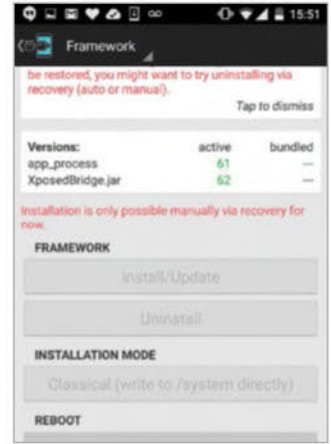 15:51
Framework
be restored, you might want to try uninstalling via
recovery (auto or manual).
Tap to dismiss
Versions: active bundled
app_process 61 ---
XposedBridge.jar 62 ---
Installation is only possible manually via recovery for
now.
FRAMEWORK
Install/Update
Uninstall
INSTALLATION MODE
Classical (write to /system directly)
REBOOT